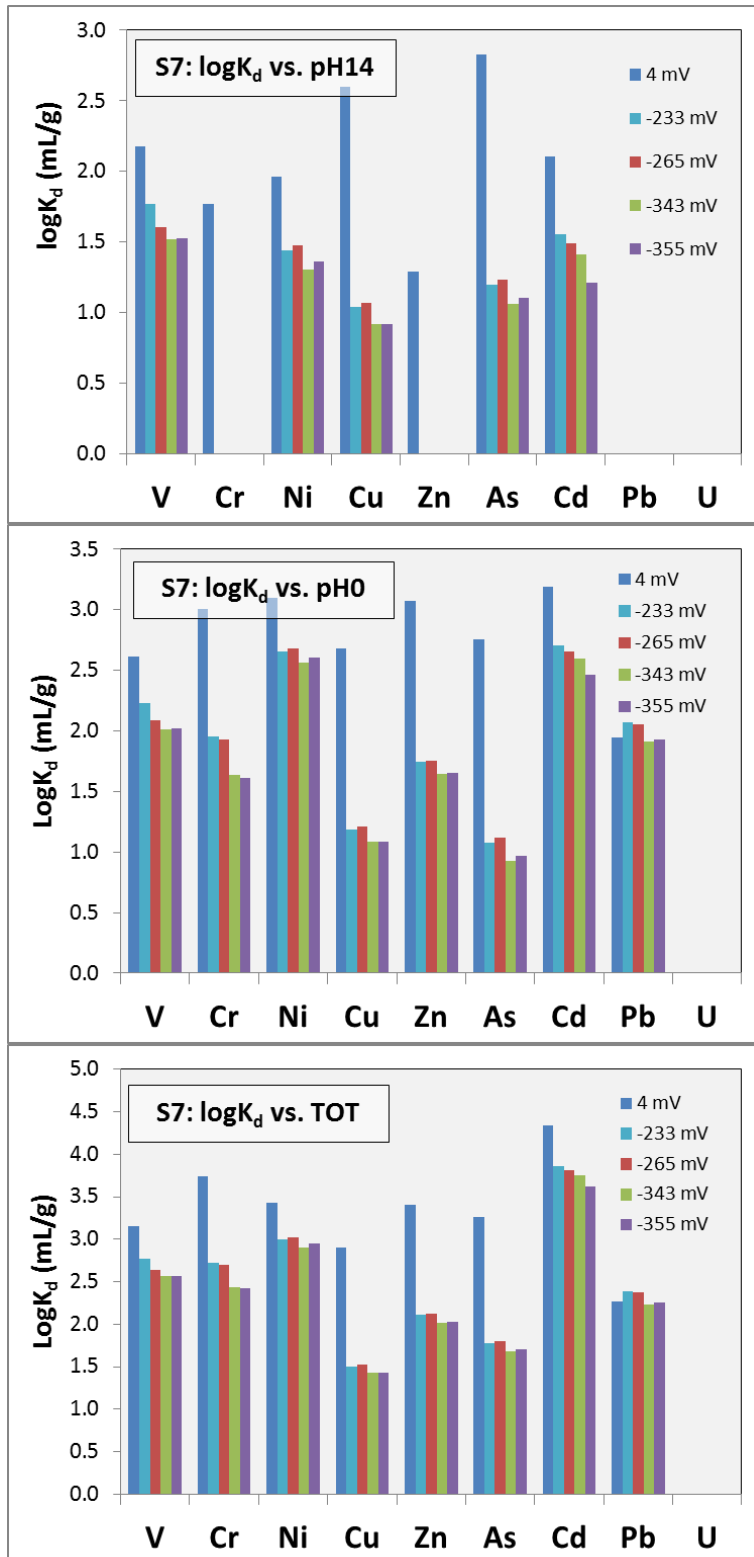 S7: logKd vs. pH14
logKd (mL/g)
3.0
2.5
2.0
1.5
1.0
0.5
0.0
4 mV
-233 mV
-265 mV
-343 mV
-355 mV
V Cr Ni Cu Zn As Cd Pb U
S7: logKd vs. pH0
LogKd (mL/g)
3.5
3.0
2.5
2.0
1.5
1.0
0.5
0.0
4 mV
-233 mV
-265 mV
-343 mV
-355 mV
V Cr Ni Cu Zn As Cd Pb U
S7: logKd vs. TOT
LogKd (mL/g)
5.0
4.5
4.0
3.5
3.0
2.5
2.0
1.5
1.0
0.5
0.0
4 mV
-233 mV
-265 mV
-343 mV
-355 mV
V Cr Ni Cu Zn As Cd Pb U